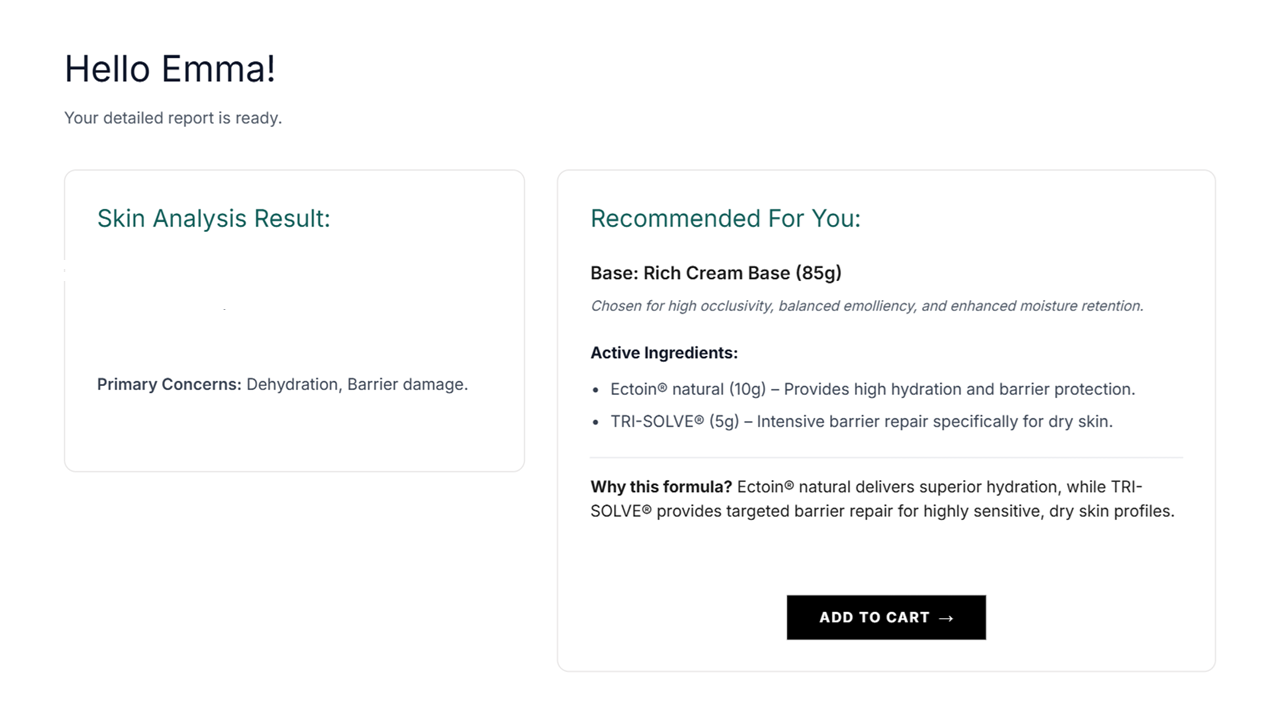 Hello Emma!
Your detailed report is ready.
Skin Analysis Result:
Primary Concerns: Dehydration, Barrier damage.
Recommended For You:
Base: Rich Cream Base (85g)
Chosen for high occlusivity, balanced emolliency, and enhanced moisture retention.
Active Ingredients:
• Ectoin® natural (10g) – Provides high hydration and barrier protection.
• TRI-SOLVE® (5g) – Intensive barrier repair specifically for dry skin.
Why this formula? Ectoin® natural delivers superior hydration, while TRI-
SOLVE® provides targeted barrier repair for highly sensitive, dry skin profiles.
ADD TO CART →